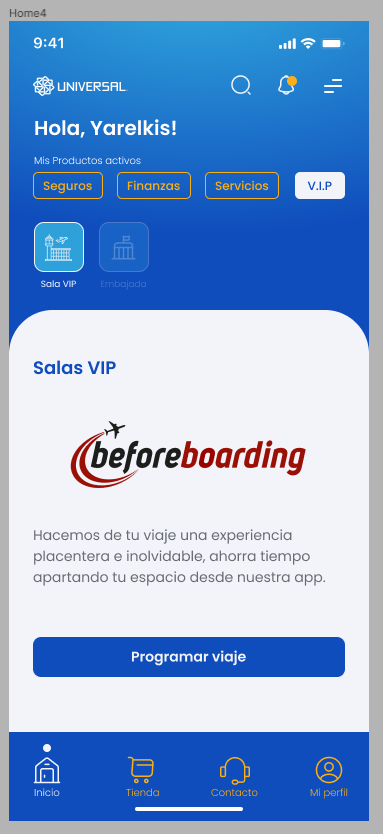 Home4
9:41
UNIVERSAL
Hola, Yarelkis!
Mis Productos activos
Seguros Finanzas Servicios V.I.P
Sala VIP Embajada
Salas VIP
beforeboarding
Hacemos de tu viaje una experiencia
placentera e inolvidable, ahorra tiempo
apartando tu espacio desde nuestra app.
Programar viaje
Inicio Tienda Contacto Mi perfil